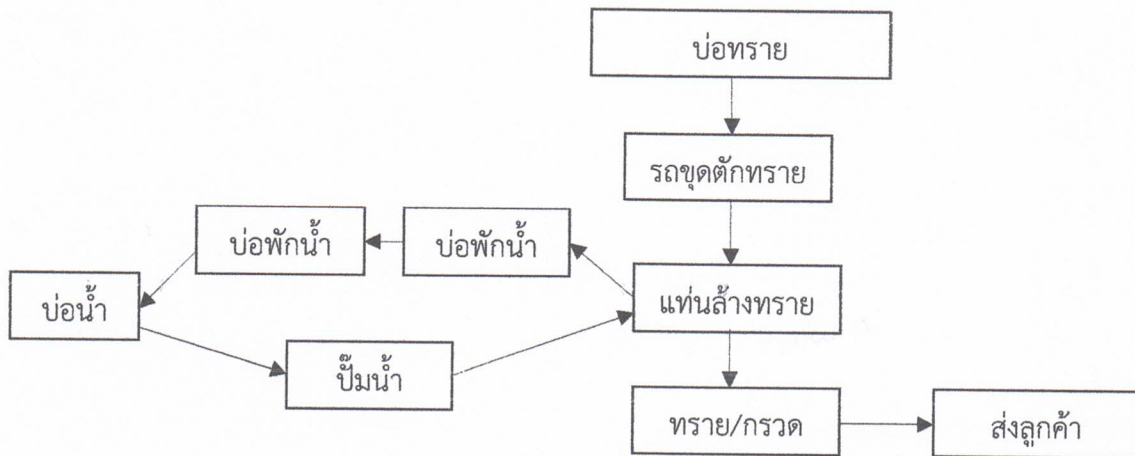 บ่อทราย
รถขุดตักทราย
บ่อพักน้ำ
บ่อพักน้ำ
แท่นล้างทราย
บ่อน้ำ
ปั๊มน้ำ
ทราย/กรวด
ส่งลูกค้า